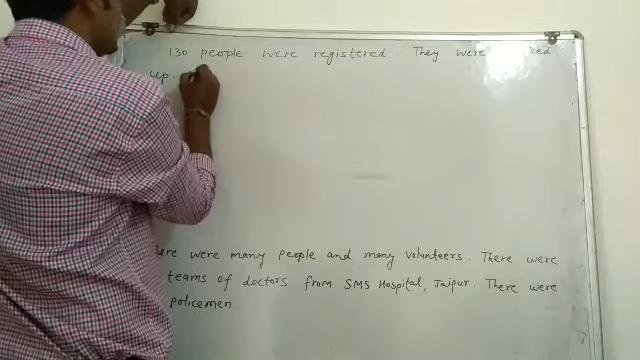 130 people were registered They were
up.
were many people and many volunteers. There were
teams of doctors from SMS Hospital, Jaipur. There were
policemen